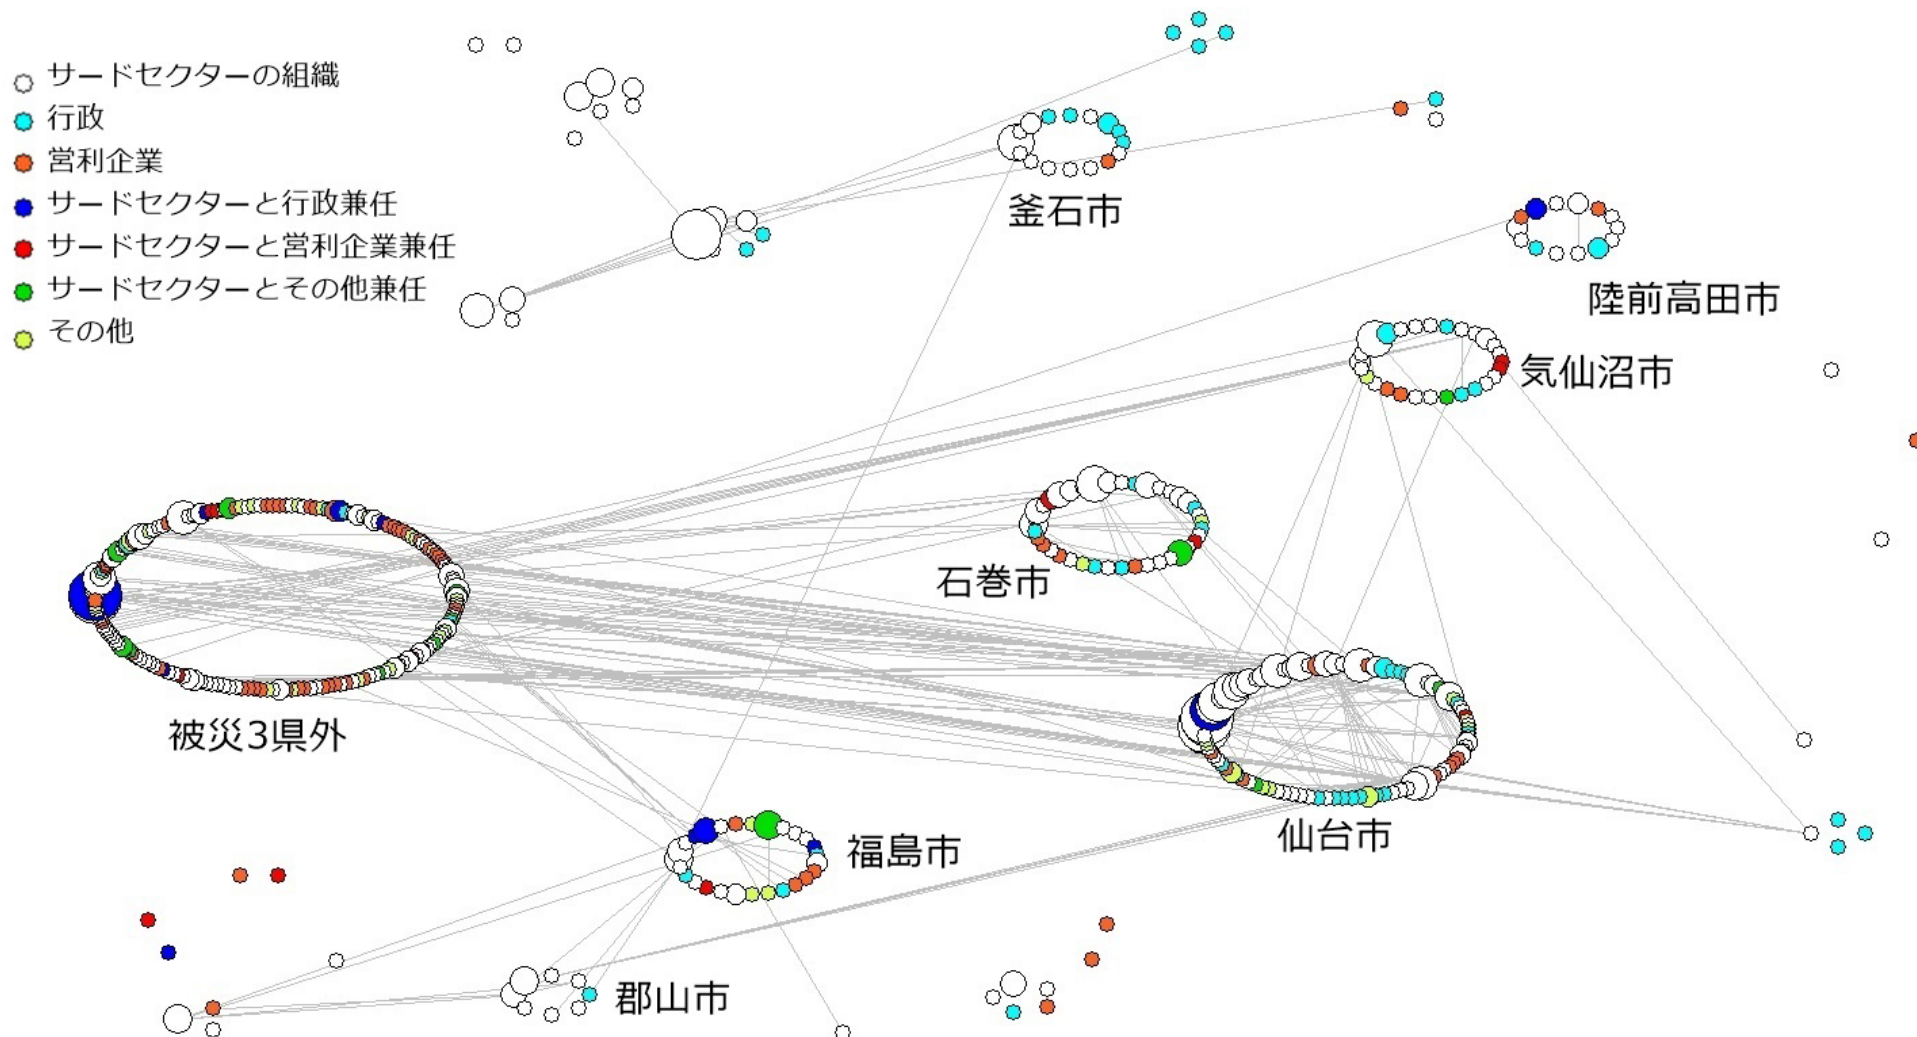 サードセクターの組織
行政
営利企業
サードセクターと行政兼任
サードセクターと営利企業兼任
サードセクターとその他兼任
その他
釜石市
陸前高田市
気仙沼市
石巻市
被災3県外
仙台市
福島市
郡山市